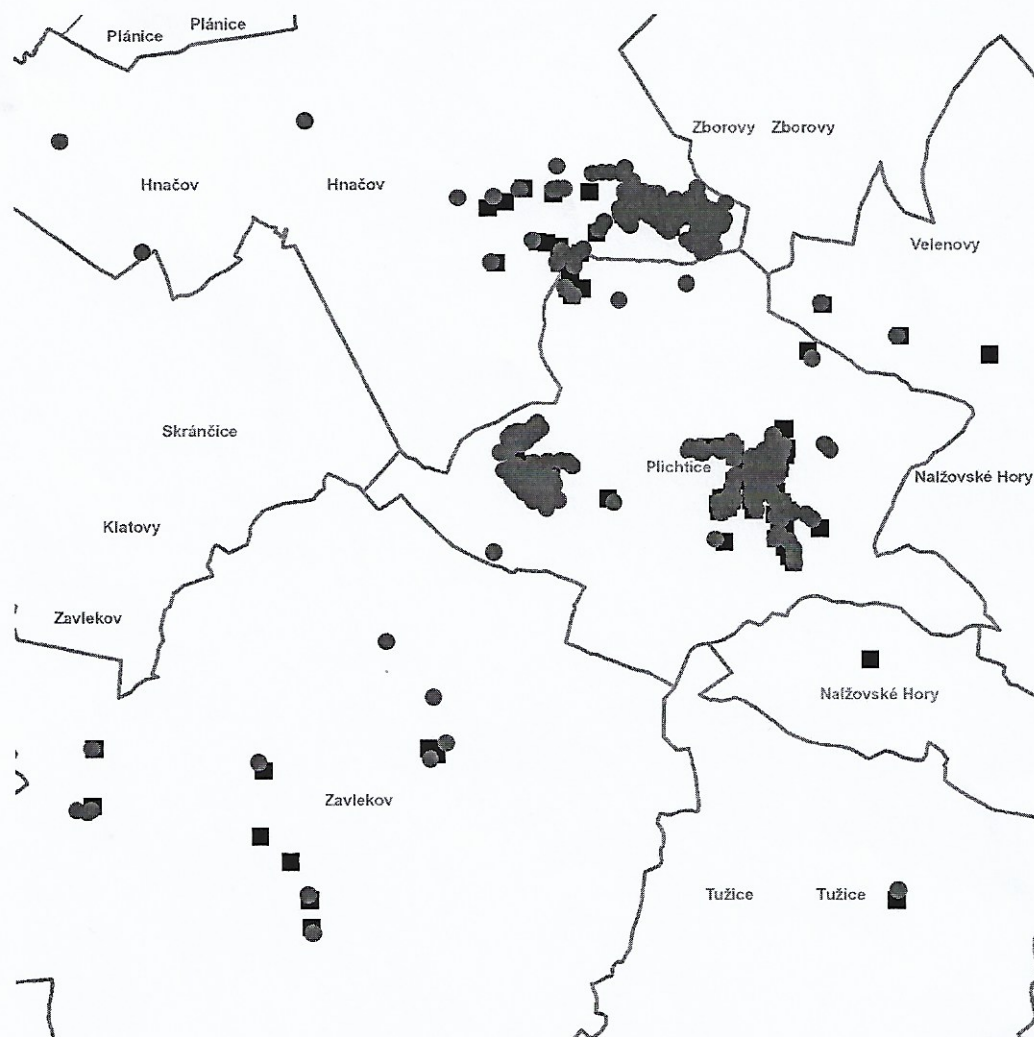 Plánice
Plánice
Zborovy Zborovy
Hnačov
Hnačov
Velenovy
Skránčice
Plichtice
Nalžovské Hory
Klatovy
Zavlekov
Nalžovské Hory
Zavlekov
Tužice Tužice